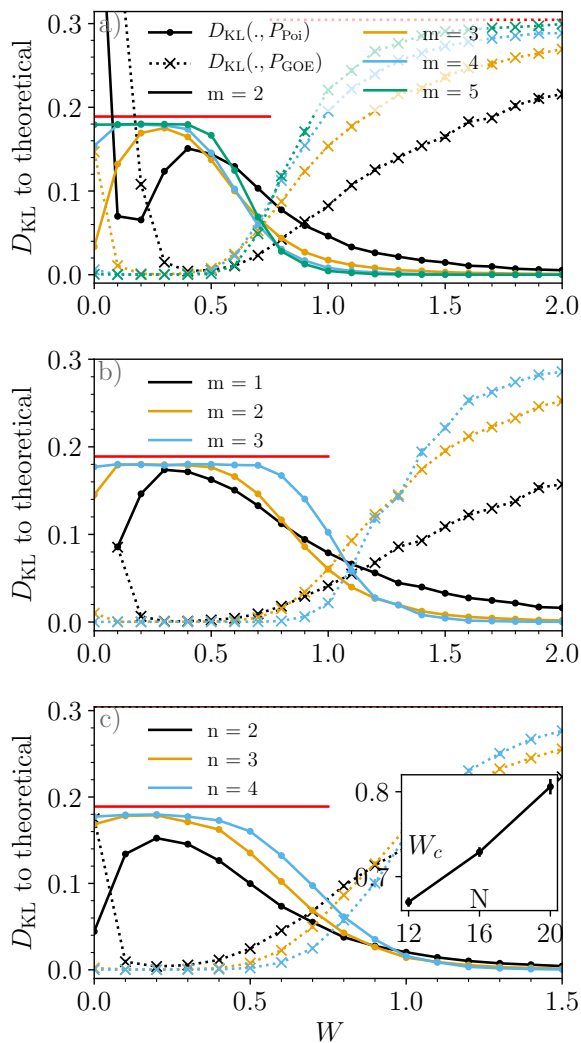 a)
D_KL(., P_Poi)
D_KL(., P_GOE)
m = 2
m = 3
m = 4
m = 5
D_KL to theoretical
0.3
0.2
0.1
0.0
0.0 0.5 1.0 1.5 2.0
b)
m = 1
m = 2
m = 3
D_KL to theoretical
0.3
0.2
0.1
0.0
0.0 0.5 1.0 1.5 2.0
c)
n = 2
n = 3
n = 4
D_KL to theoretical
0.3
0.2
0.1
0.0
0.8
0.7
W_c
N
12 16 20
0.0 0.5 1.0 1.5
W